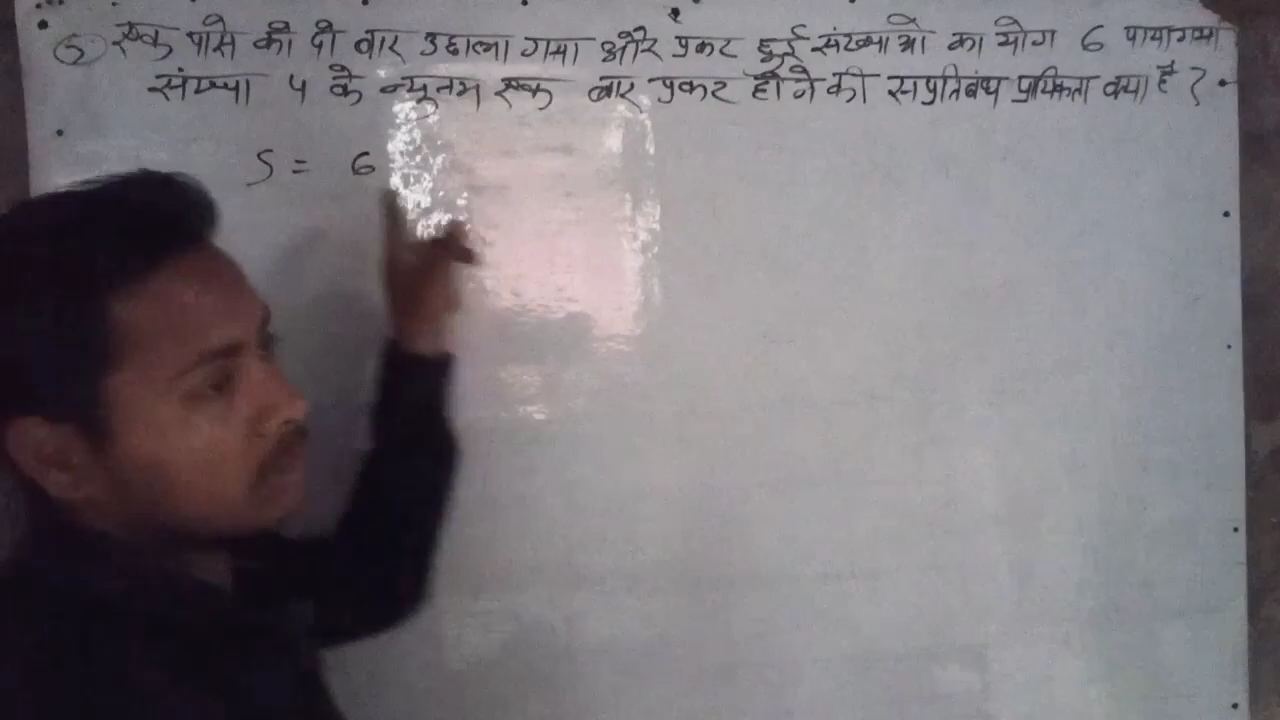 5) एक पासे को दो बार उछाला गया और प्रकट हुई संख्याओं का योग 6 पाया गया
संख्या 4 के न्युनतम एक बार प्रकट होने की सप्रतिबंध प्रायिकता क्या है ?
S = 6